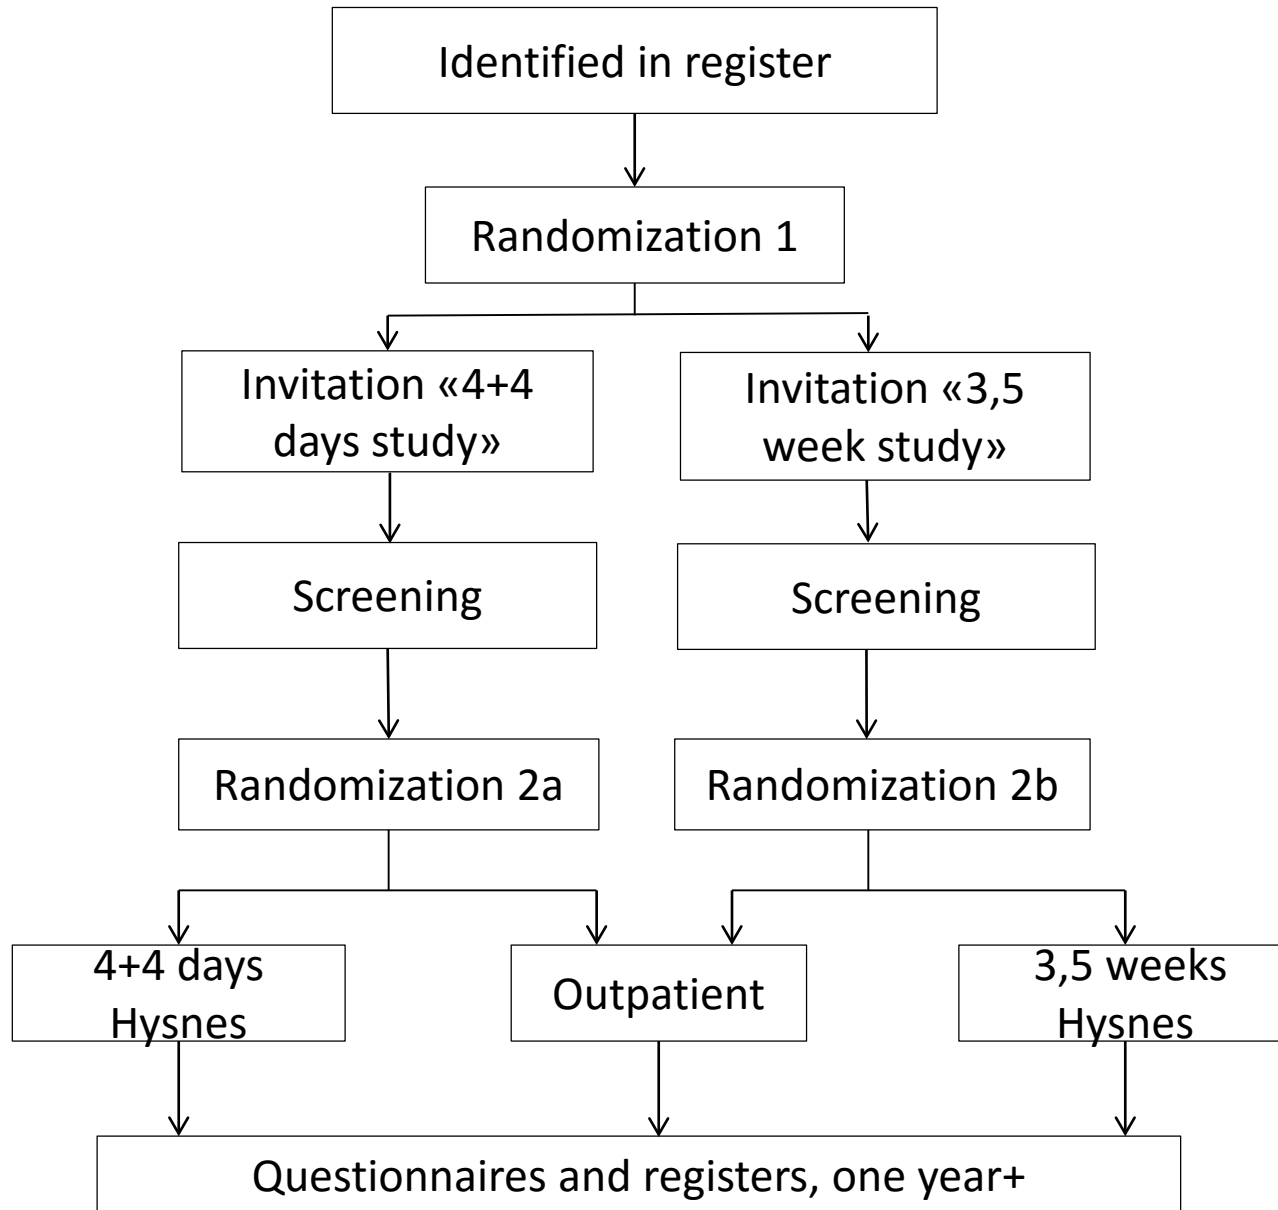 Identified in register
Randomization 1
Invitation «4+4
days study»
Invitation «3,5
week study»
Screening
Screening
Randomization 2a
Randomization 2b
4+4 days
Hysnes
Outpatient
3,5 weeks
Hysnes
Questionnaires and registers, one year+